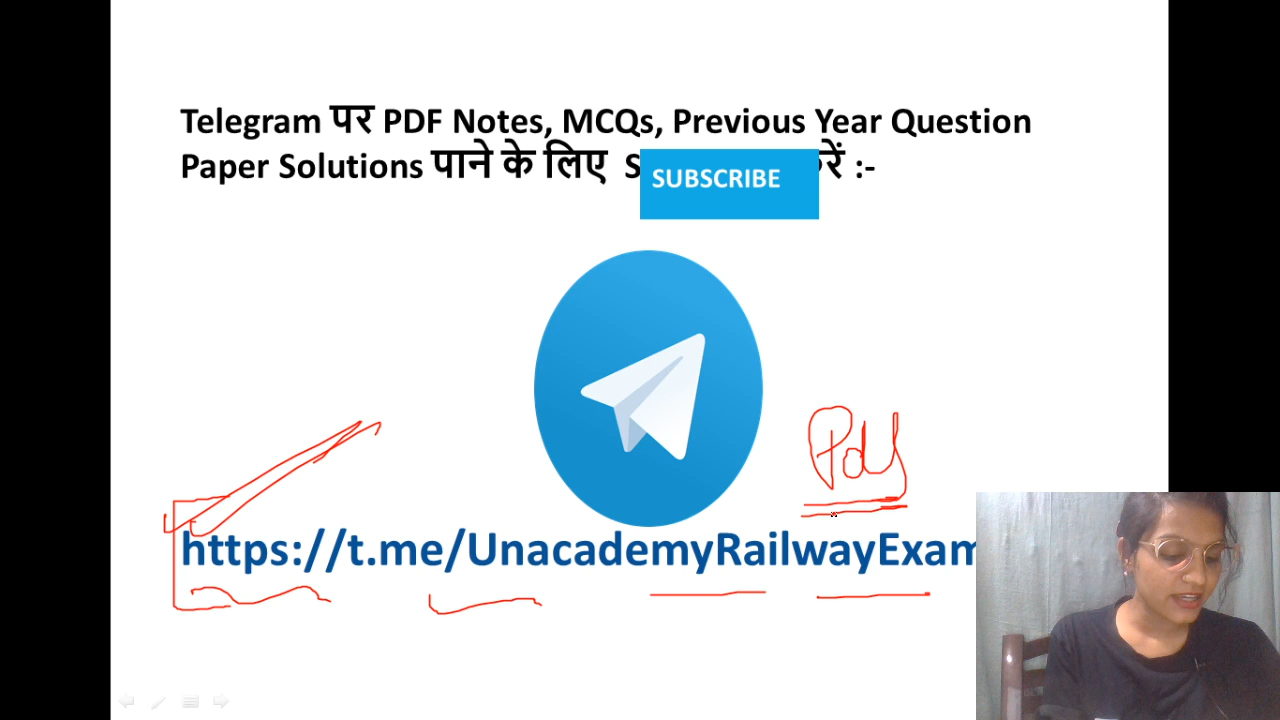 Telegram पर PDF Notes, MCQs, Previous Year Question
Paper Solutions पाने के लिए
SUBSCRIBE
:-
Pdf
https://t.me/UnacademyRailwayExam